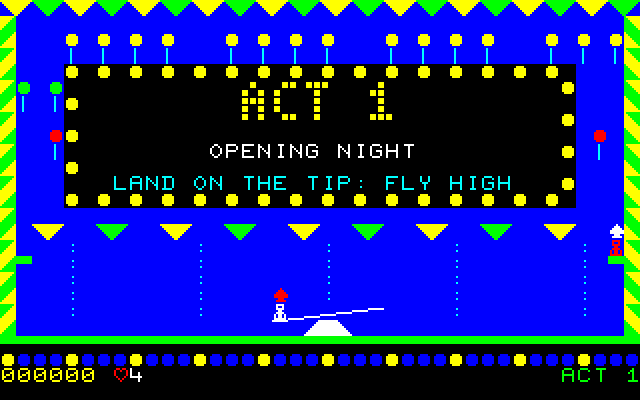 ACT 1
OPENING NIGHT
LAND ON THE TIP: FLY HIGH
000000 ♡4 ACT 1